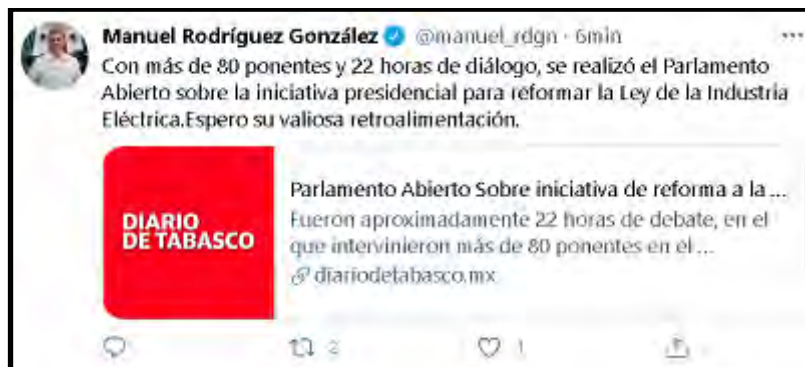 Manuel Rodríguez González @manuel_rdgn · 6min
Con más de 80 ponentes y 22 horas de diálogo, se realizó el Parlamento
Abierto sobre la iniciativa presidencial para reformar la Ley de la Industria
Eléctrica.Espero su valiosa retroalimentación.
DIARIO
DE TABASCO
Parlamento Abierto Sobre iniciativa de reforma a la ...
Fueron aproximadamente 22 horas de debate, en el
que intervinieron más de 80 ponentes en el ...
diariodetabasco.mx
2 1